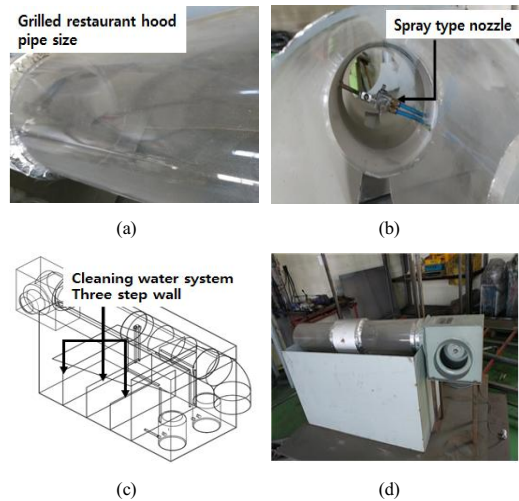 Grilled restaurant hood
pipe size
Spray type nozzle
(a)
(b)
Cleaning water system
Three step wall
(c)
(d)